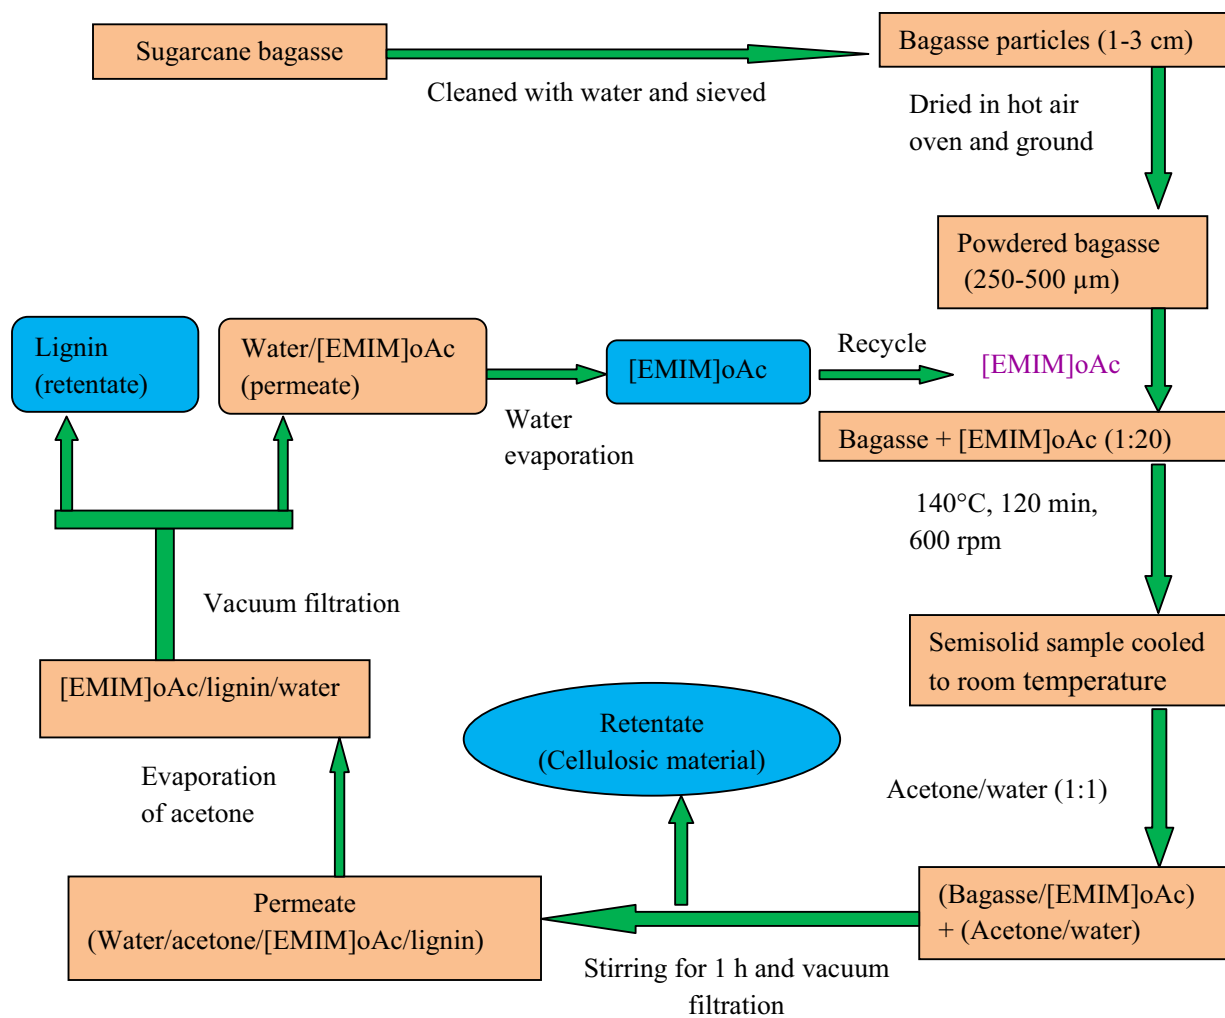 Sugarcane bagasse
Cleaned with water and sieved
Bagasse particles (1-3 cm)
Dried in hot air
oven and ground
Powdered bagasse
(250-500 µm)
Lignin
(retentate)
Water/[EMIM]oAc
(permeate)
Water
evaporation
[EMIM]oAc
Recycle
[EMIM]oAc
Bagasse + [EMIM]oAc (1:20)
140°C, 120 min,
600 rpm
Vacuum filtration
Semisolid sample cooled
to room temperature
[EMIM]oAc/lignin/water
Retentate
(Cellulosic material)
Evaporation
of acetone
Acetone/water (1:1)
Permeate
(Water/acetone/[EMIM]oAc/lignin)
(Bagasse/[EMIM]oAc)
+ (Acetone/water)
Stirring for 1 h and vacuum
filtration